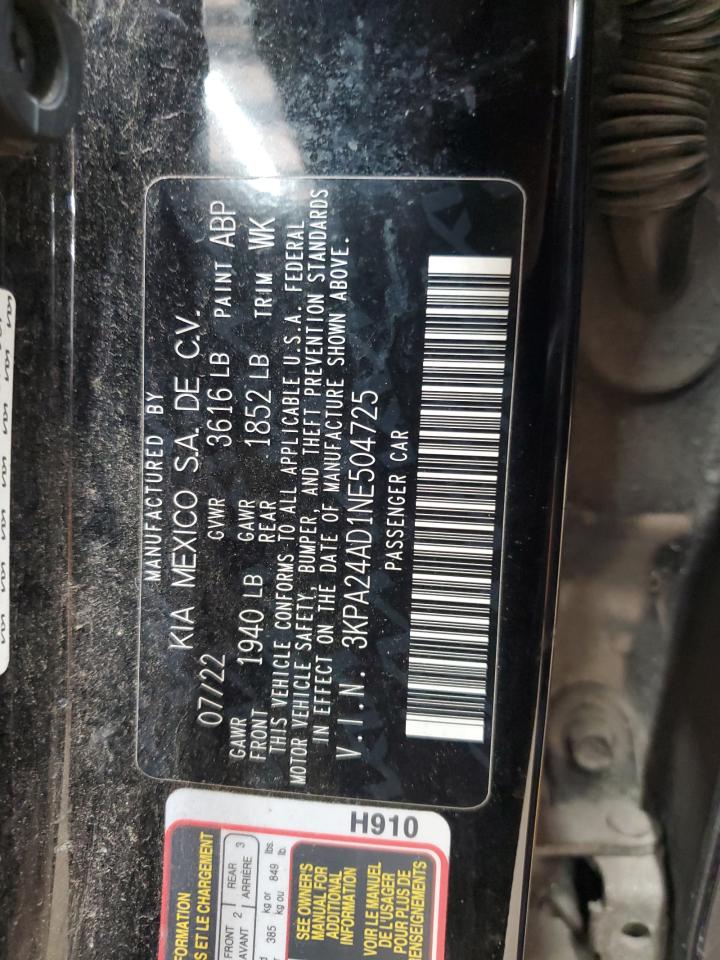 MANUFACTURED BY
KIA MEXICO S.A. DE C.V.
07/22 GVWR 3616 LB PAINT ABP
GAWR FRONT 1940 LB GAWR REAR 1852 LB TRIM WK
THIS VEHICLE CONFORMS TO ALL APPLICABLE U.S.A. FEDERAL
MOTOR VEHICLE SAFETY, BUMPER, AND THEFT PREVENTION STANDARDS
IN EFFECT ON THE DATE OF MANUFACTURE SHOWN ABOVE.
V.I.N. 3KPA24AD1NE504725
PASSENGER CAR
H910
FORMATION
S ET LE CHARGEMENT
FRONT 2 REAR 3
AVANT 2 ARRIÈRE 3
385 kg or 849 lbs.
kg ou lb.
SEE OWNER'S
MANUAL FOR
ADDITIONAL
INFORMATION
VOIR LE MANUEL
DE L'USAGER
POUR PLUS DE
RENSEIGNEMENTS